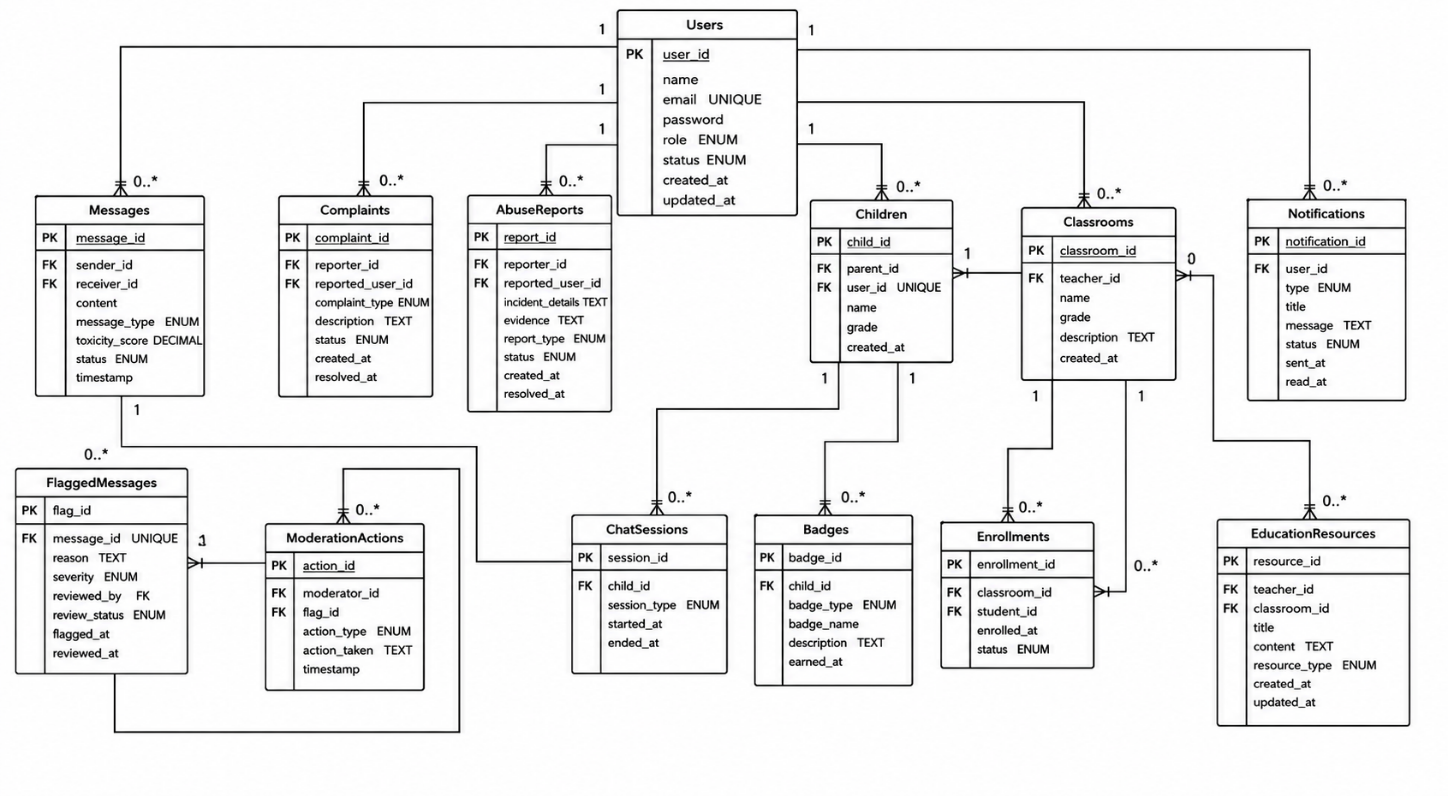 Users
PK user_id
name
email UNIQUE
password
role ENUM
status ENUM
created_at
updated_at
1
1
1
1
1
0..*
0..*
0..*
0..*
0..*
0..*
Messages
PK message_id
FK sender_id
FK receiver_id
content
message_type ENUM
toxicity_score DECIMAL
status ENUM
timestamp
1
Complaints
PK complaint_id
FK reporter_id
FK reported_user_id
complaint_type ENUM
description TEXT
status ENUM
created_at
resolved_at
AbuseReports
PK report_id
FK reporter_id
FK reported_user_id
incident_details TEXT
evidence TEXT
report_type ENUM
status ENUM
created_at
resolved_at
Children
PK child_id
FK parent_id
FK user_id UNIQUE
name
grade
created_at
1
1
1
Classrooms
PK classroom_id
FK teacher_id
name
grade
description TEXT
created_at
0
1
1
Notifications
PK notification_id
FK user_id
type ENUM
title
message TEXT
status ENUM
sent_at
read_at
0..*
FlaggedMessages
PK flag_id
FK message_id UNIQUE
reason TEXT
severity ENUM
reviewed_by FK
review_status ENUM
flagged_at
reviewed_at
1
0..*
ModerationActions
PK action_id
FK moderator_id
FK flag_id
action_type ENUM
action_taken TEXT
timestamp
0..*
ChatSessions
PK session_id
FK child_id
session_type ENUM
started_at
ended_at
0..*
Badges
PK badge_id
FK child_id
badge_type ENUM
badge_name
description TEXT
earned_at
0..*
Enrollments
PK enrollment_id
FK classroom_id
FK student_id
enrolled_at
status ENUM
0..*
0..*
EducationResources
PK resource_id
FK teacher_id
FK classroom_id
title
content TEXT
resource_type ENUM
created_at
updated_at